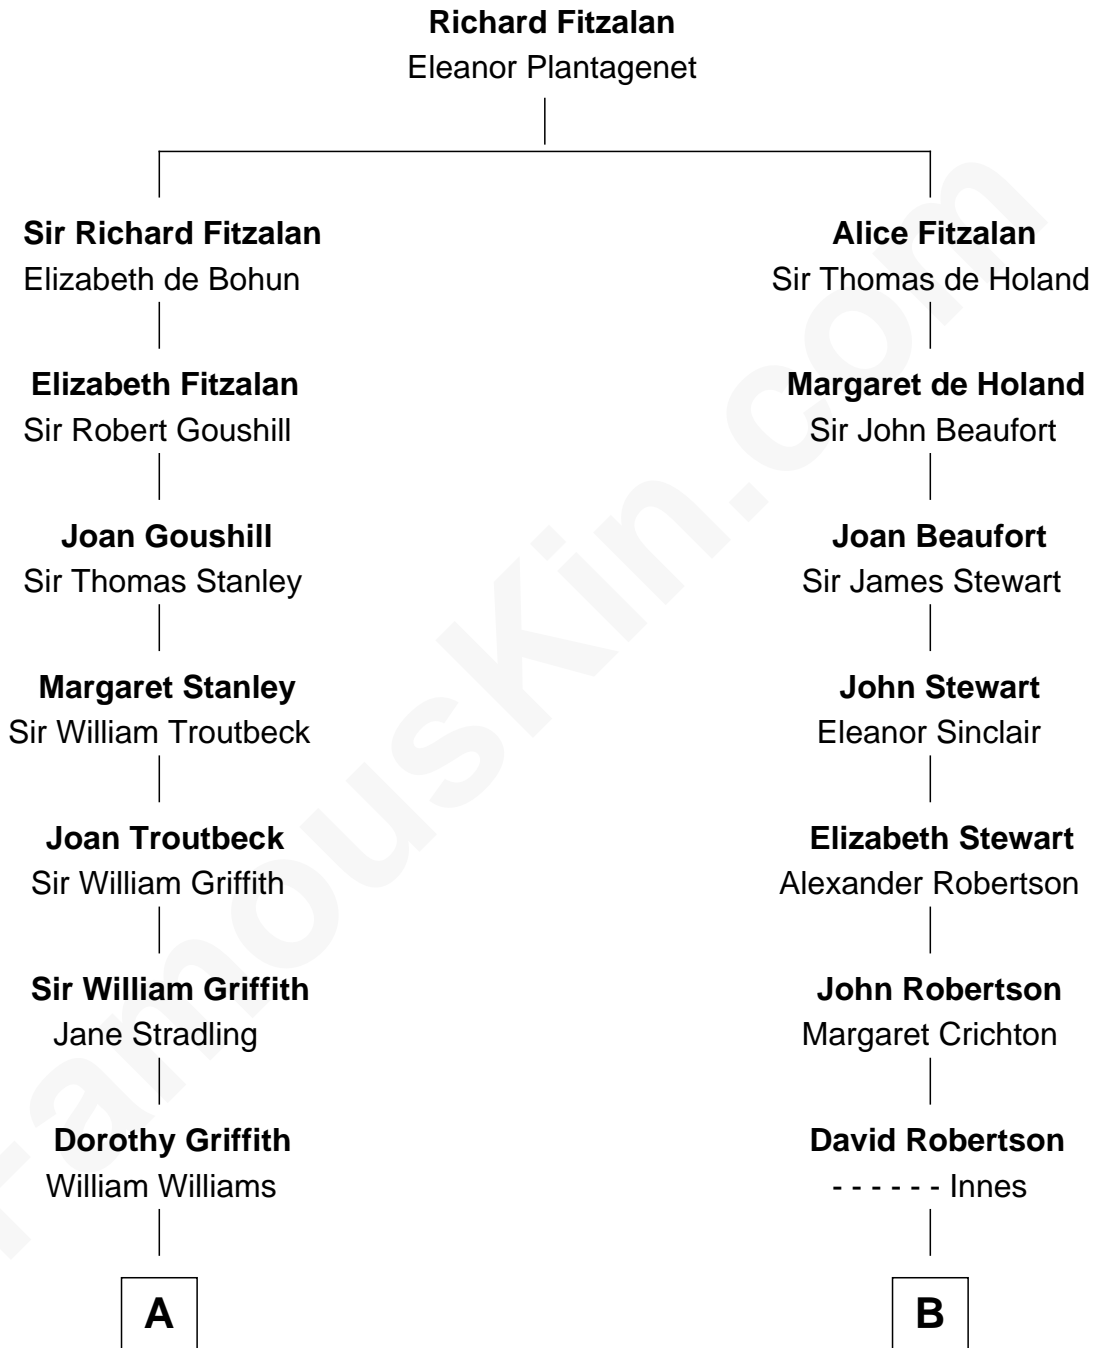 Richard Fitzalan
Eleanor Plantagenet
Sir Richard Fitzalan
Elizabeth de Bohun
Elizabeth Fitzalan
Sir Robert Goushill
Joan Goushill
Sir Thomas Stanley
Margaret Stanley
Sir William Troutbeck
Joan Troutbeck
Sir William Griffith
Sir William Griffith
Jane Stradling
Dorothy Griffith
William Williams
A
Alice Fitzalan
Sir Thomas de Holand
Margaret de Holand
Sir John Beaufort
Joan Beaufort
Sir James Stewart
John Stewart
Eleanor Sinclair
Elizabeth Stewart
Alexander Robertson
John Robertson
Margaret Crichton
David Robertson
- - - - - - Innes
B
FamousKin.com